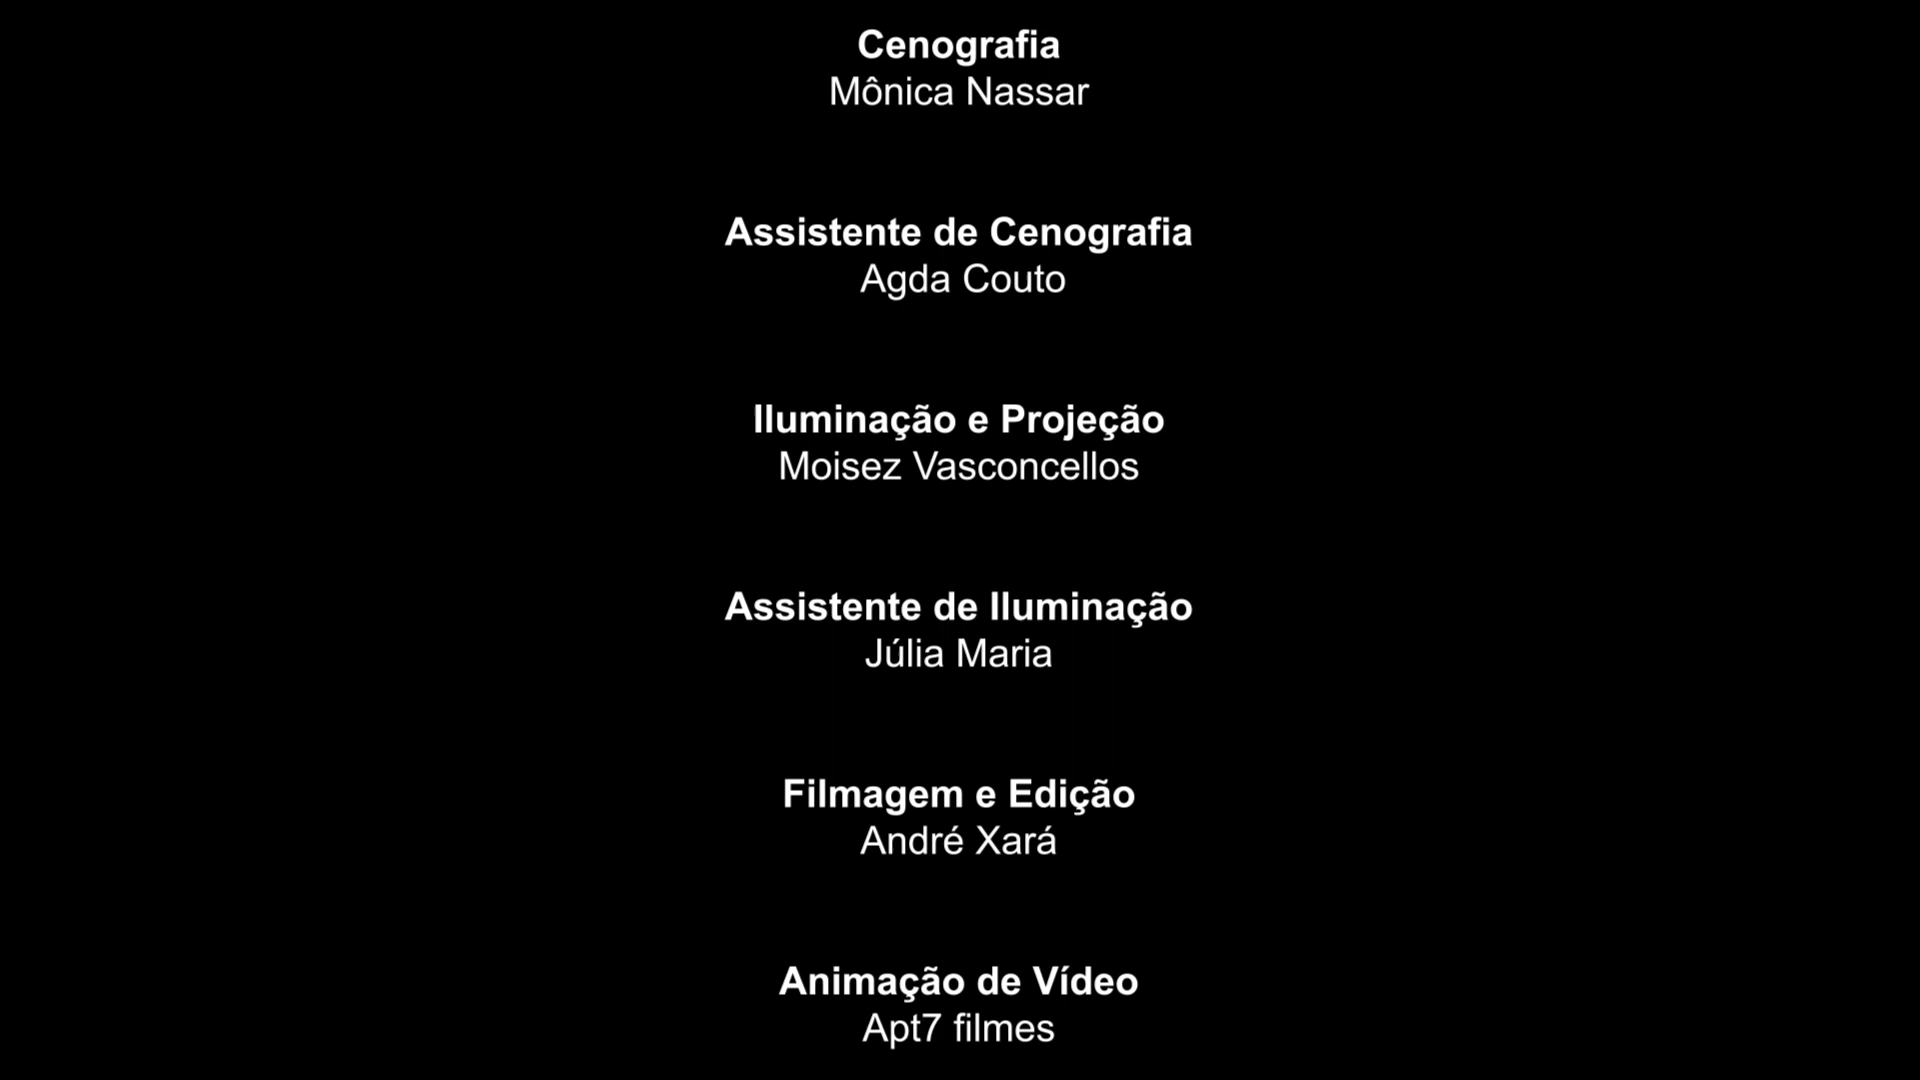 Cenografia
Mônica Nassar
Assistente de Cenografia
Agda Couto
Iluminação e Projeção
Moisez Vasconcellos
Assistente de Iluminação
Júlia Maria
Filmagem e Edição
André Xará
Animação de Vídeo
Apt7 filmes